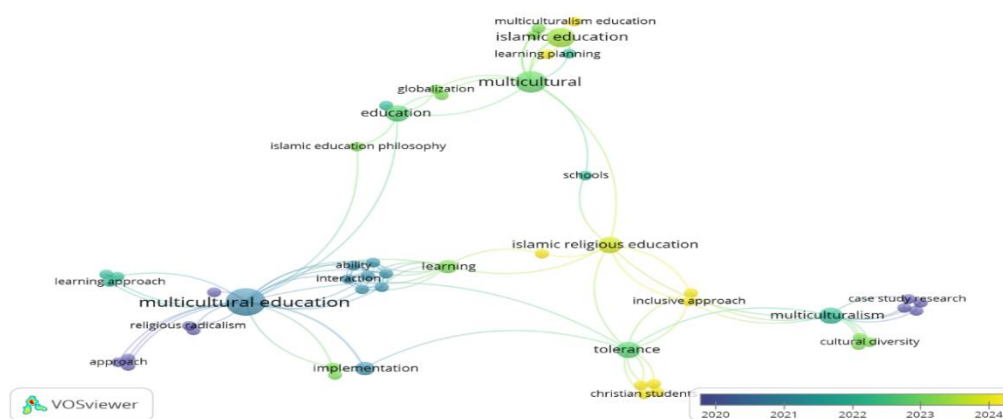 multiculturalism education
islamic education
learning planning
multicultural
globalization
education
islamic education philosophy
schools
islamic religious education
ability
learning
interaction
learning approach
multicultural education
inclusive approach
case study research
multiculturalism
religious radicalism
cultural diversity
tolerance
approach
implementation
christian students
VOSviewer
2020 2021 2022 2023 2024